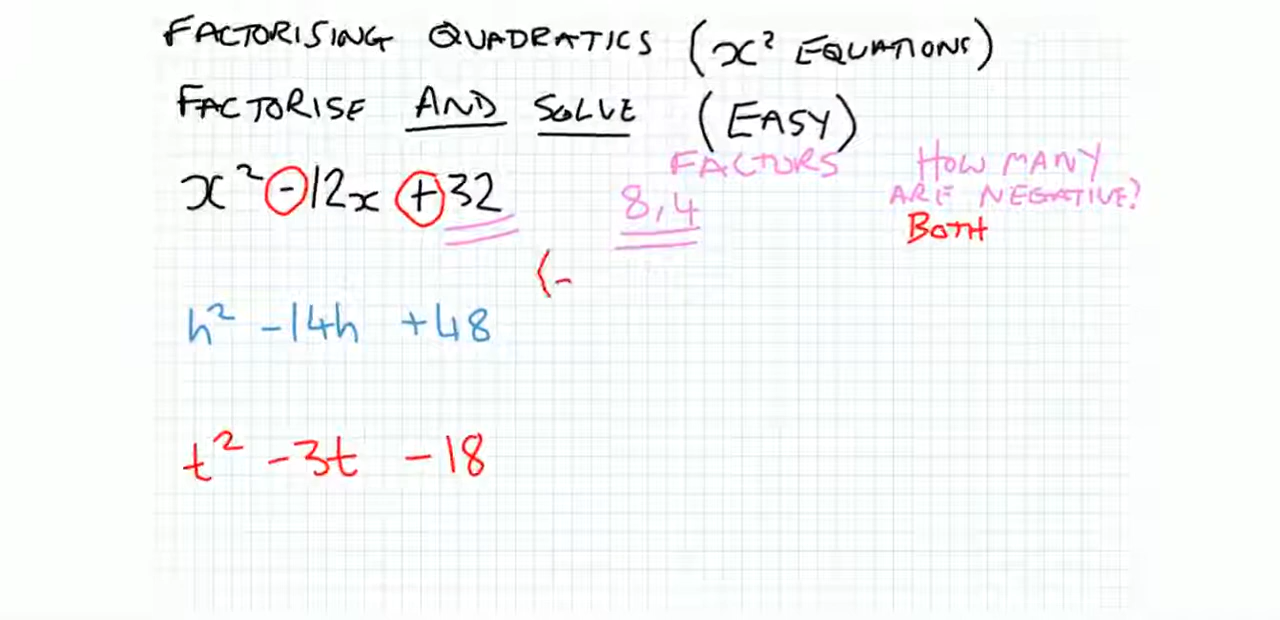 FACTORISING QUADRATICS (x² EQUATIONS)
FACTORISE AND SOLVE (EASY)
FACTORS
HOW MANY
ARE NEGATIVE?
x² -12x +32
8,4
BOTH
(-
h² -14h +48
t² -3t -18